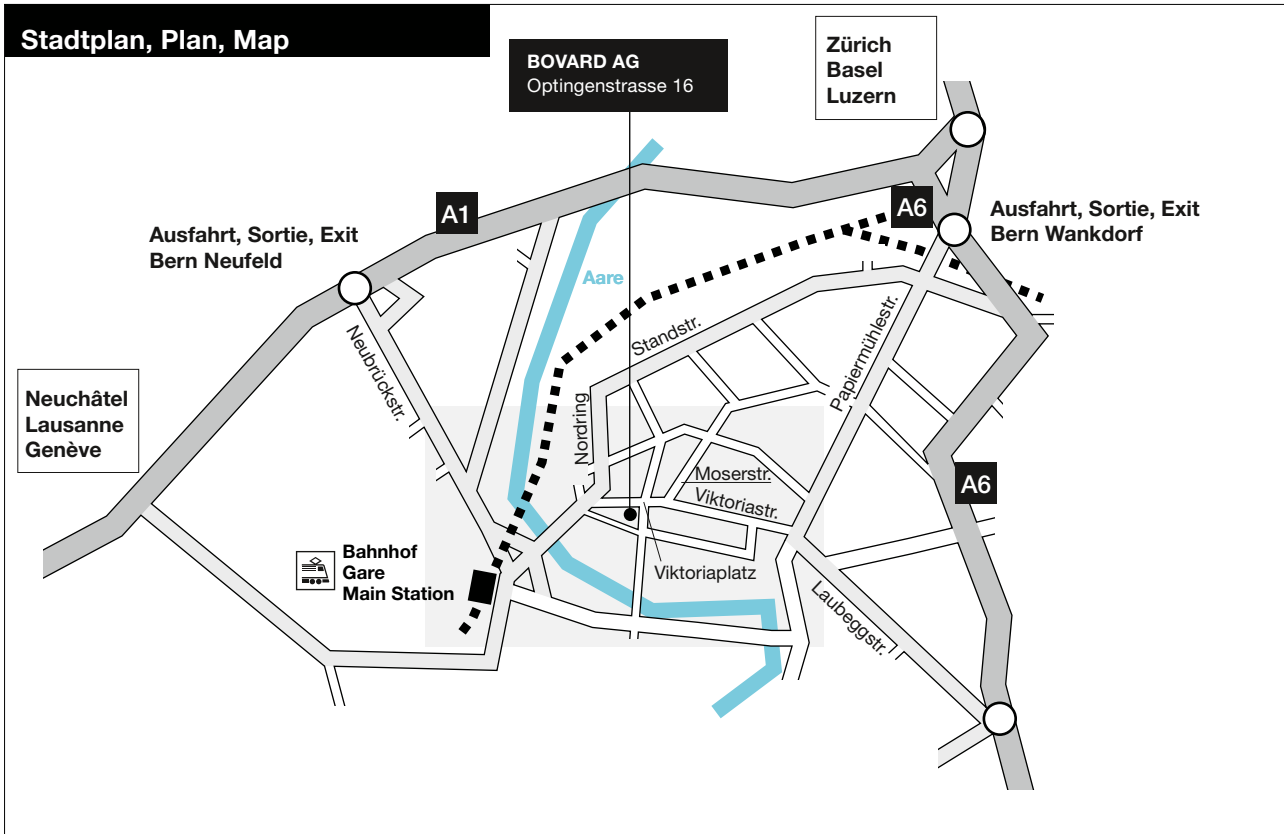 Stadtplan, Plan, Map
BOVARD AG
Optingenstrasse 16
Zürich
Basel
Luzern
A1
A6
Ausfahrt, Sortie, Exit
Bern Neufeld
Ausfahrt, Sortie, Exit
Bern Wankdorf
Aare
Neubrückstr.
Standstr.
Papiermühlestr.
Nordring
Neuchâtel
Lausanne
Genève
Moserstr.
Viktoriastr.
A6
Bahnhof
Gare
Main Station
Viktoriaplatz
Laubeggstr.